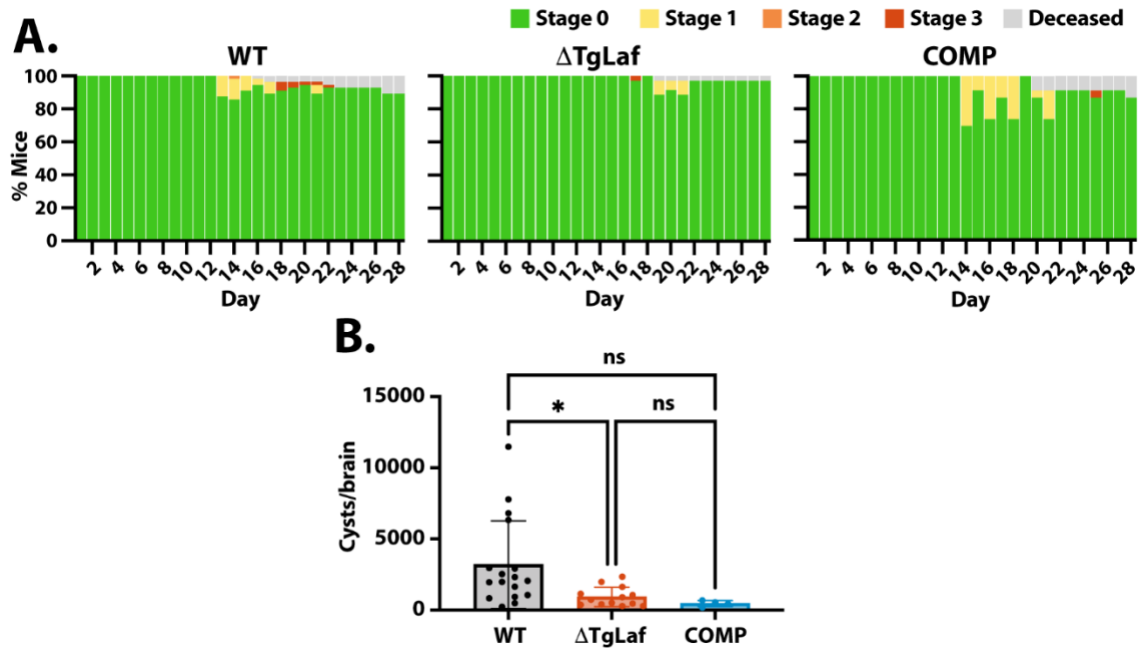 Stage 0 Stage 1 Stage 2 Stage 3 Deceased
A.
WT ΔTgLaf COMP
% Mice
100
80
60
40
20
0
2 4 6 8 10 12 14 16 18 20 22 24 26 28
2 4 6 8 10 12 14 16 18 20 22 24 26 28
2 4 6 8 10 12 14 16 18 20 22 24 26 28
Day Day Day
B.
ns
* ns
Cysts/brain
15000
10000
5000
0
WT ΔTgLaf COMP